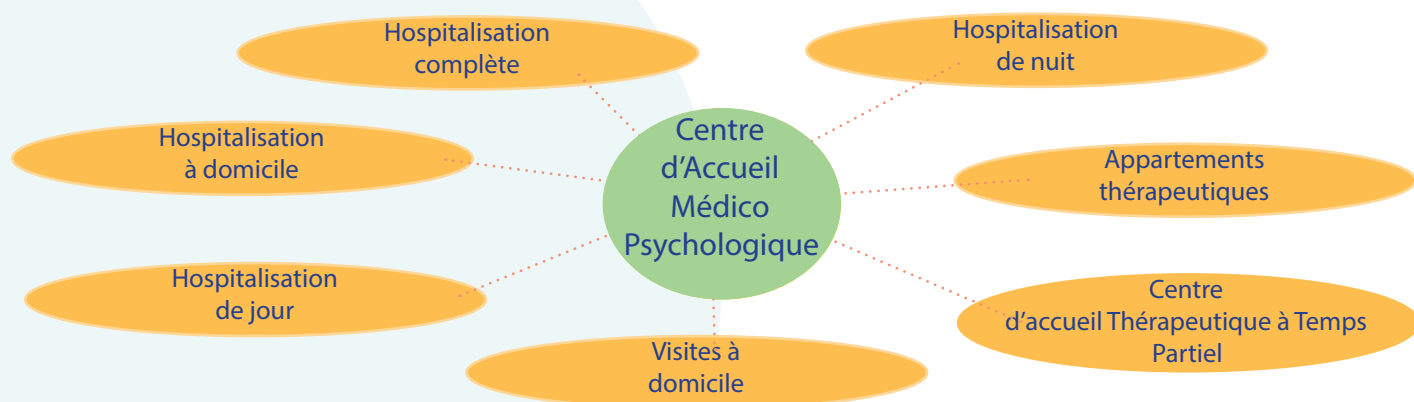 Hospitalisation
complète
Hospitalisation
de nuit
Hospitalisation
à domicile
Centre
d'Accueil
Médico
Psychologique
Appartements
thérapeutiques
Hospitalisation
de jour
Centre
d'accueil Thérapeutique à Temps
Partiel
Visites à
domicile